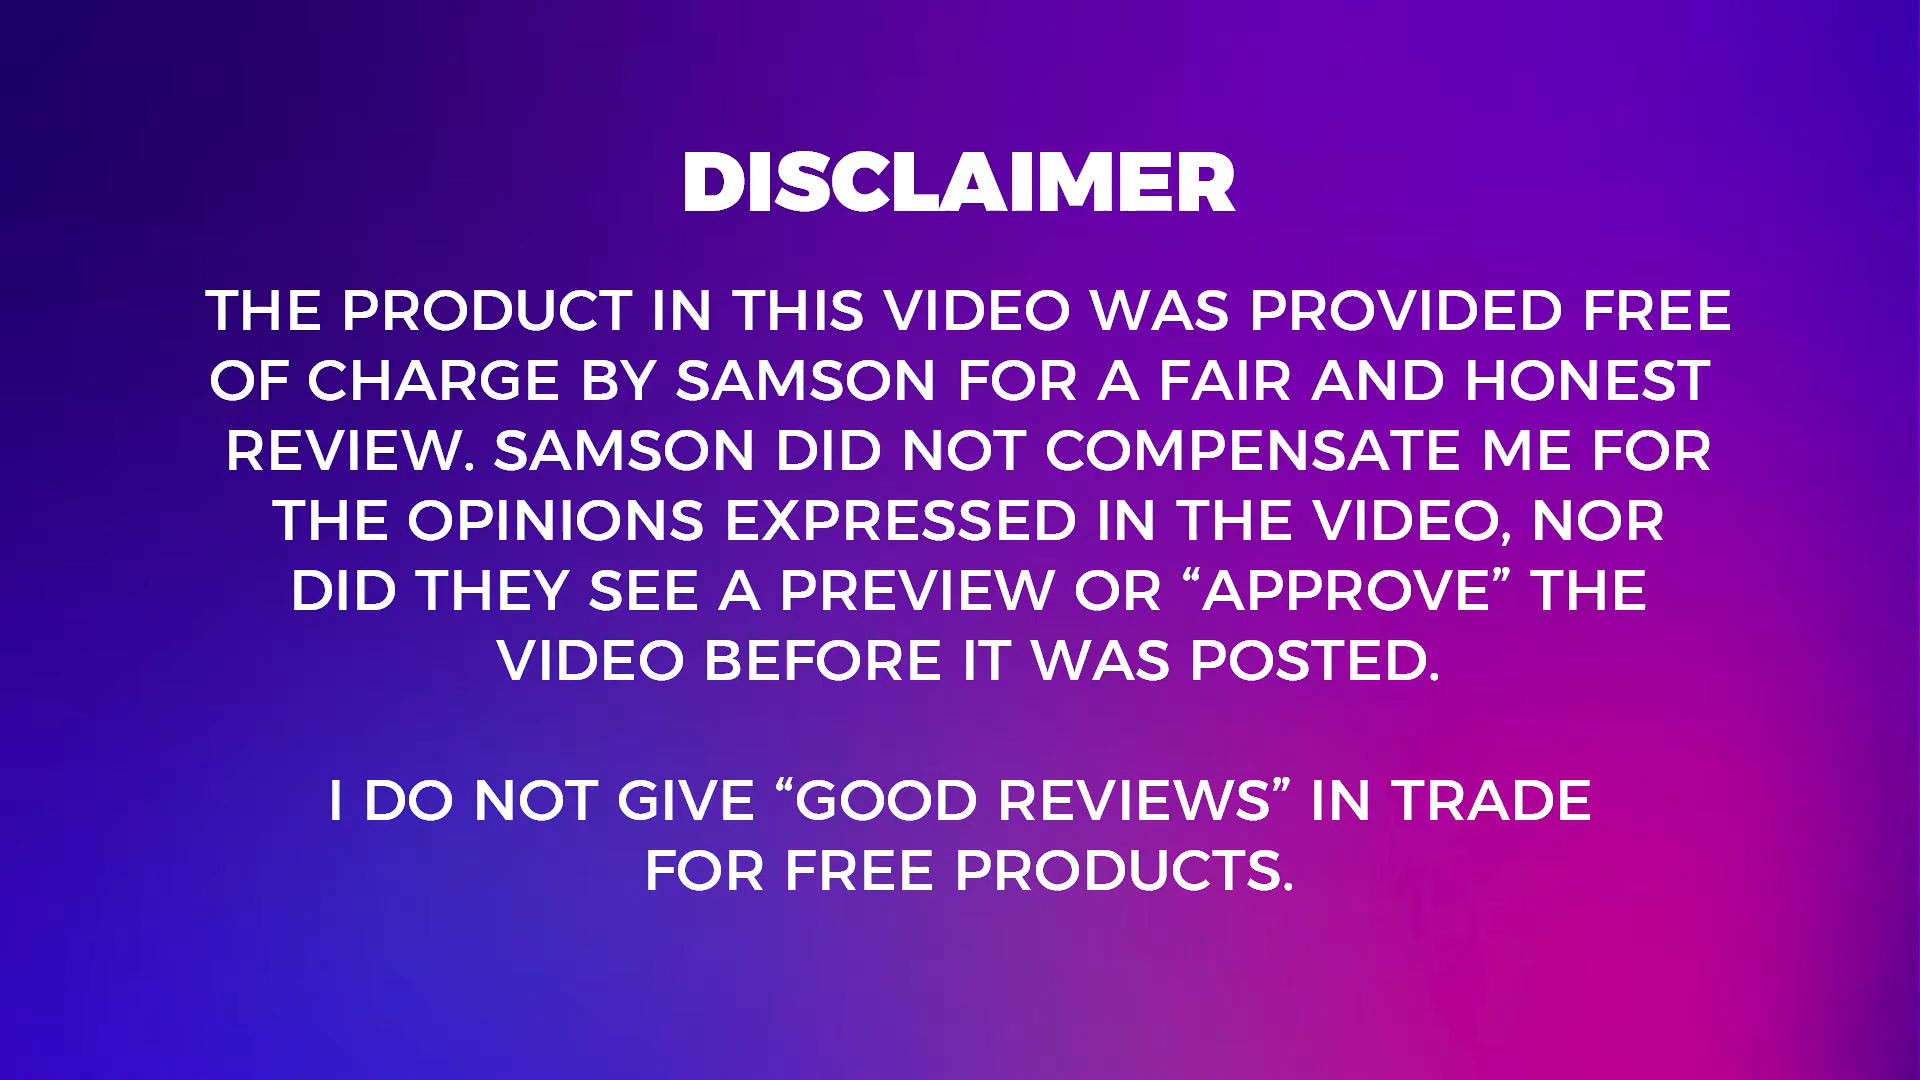 DISCLAIMER
THE PRODUCT IN THIS VIDEO WAS PROVIDED FREE
OF CHARGE BY SAMSON FOR A FAIR AND HONEST
REVIEW. SAMSON DID NOT COMPENSATE ME FOR
THE OPINIONS EXPRESSED IN THE VIDEO, NOR
DID THEY SEE A PREVIEW OR “APPROVE” THE
VIDEO BEFORE IT WAS POSTED.
I DO NOT GIVE “GOOD REVIEWS” IN TRADE
FOR FREE PRODUCTS.